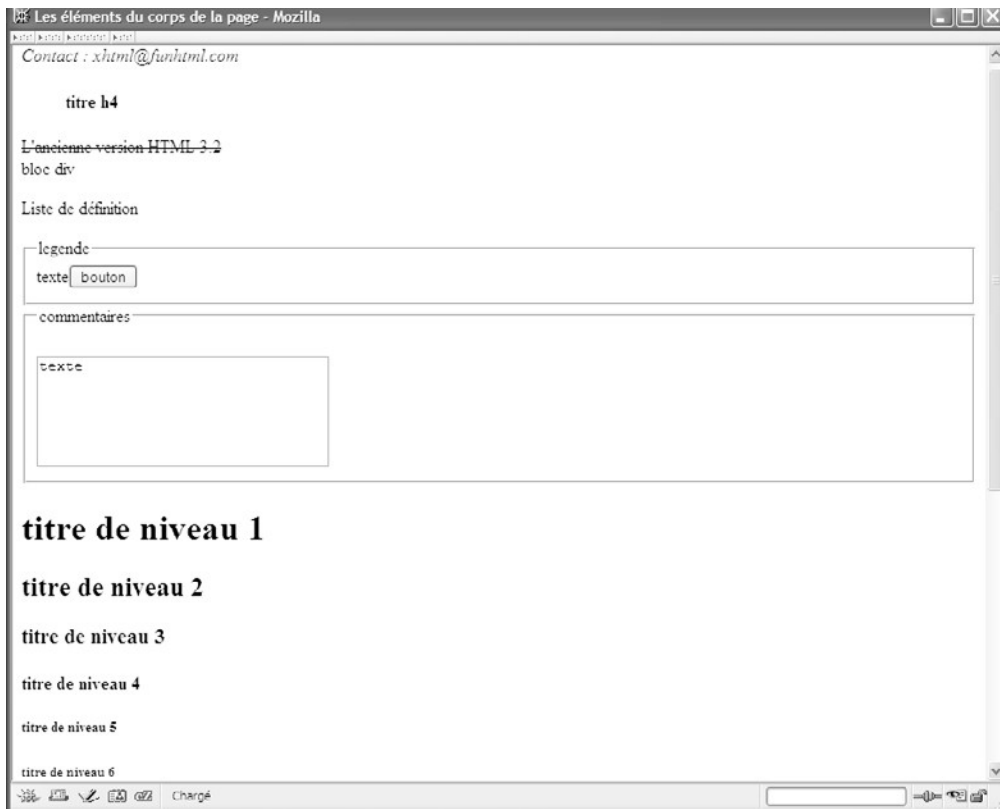 Les éléments du corps de la page - Mozilla
Contact : xhtml@funhtml.com
titre h4
L'ancienne version HTML 3.2
bloc div
Liste de définition
legende
texte bouton
commentaires
texte
titre de niveau 1
titre de niveau 2
titre de niveau 3
titre de niveau 4
titre de niveau 5
titre de niveau 6
Chargé